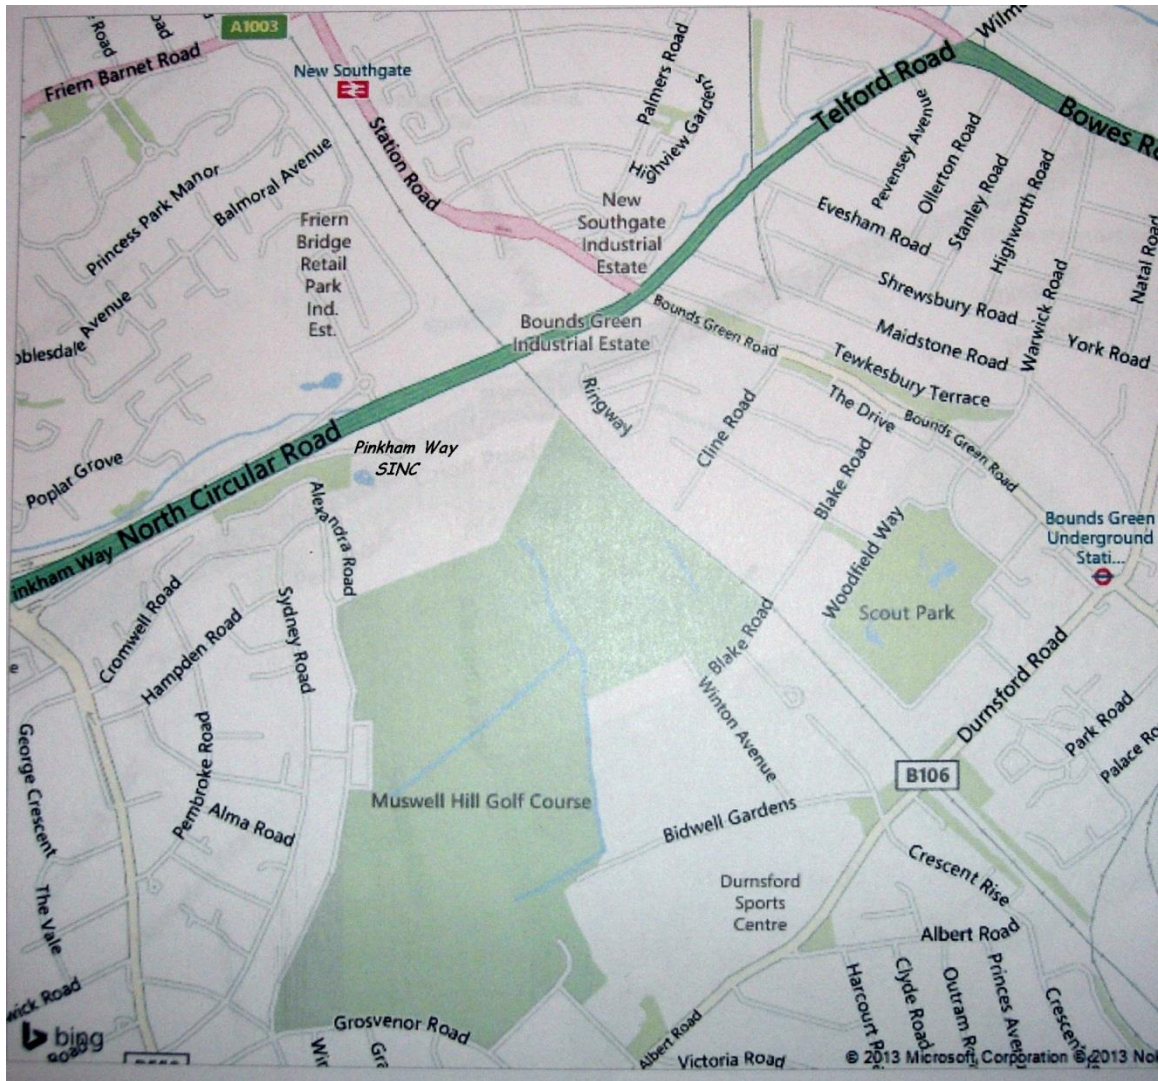 A1003
Road
Road
Friern Barnet Road
New Southgate
Station Road
Palmers Road
Highview Gardens
Telford Road
Bowes
Pevensey Avenue
Ollerton Road
Stanley Road
Highworth Road
Princess Park Manor
Balmoral Avenue
Friern
Bridge
Retail
Park
Ind.
Est.
New
Southgate
Industrial
Estate
Evesham Road
Natal Road
Shrewsbury Road
Warwick Road
Avenue
Bounds Green
Industrial Estate
Bounds Green Road
Maidstone Road
York Road
Tewkesbury Terrace
Ringway
Cline Road
The Drive
Bounds Green Road
Blake Road
Pinkham Way
SINC
Poplar Grove
North Circular Road
Alexandra Road
Woodfield Way
Bounds Green
Underground
Stati...
inkham Way
Cromwell Road
Hampden Road
Sydney Road
Scout Park
Blake Road
Winton Avenue
Durnsford Road
Park Road
Palace
George Crescent
Pembroke Road
B106
Muswell Hill Golf Course
Bidwell Gardens
Alma Road
Crescent Rise
The Vale
Durnsford
Sports
Centre
Albert Road
Harcourt
Clyde Road
Outram
Princes
Crescent
wick Road
Grosvenor Road
Albert Road
Victoria Road
bing
Road
© 2013 Microsoft Corporation © 2013 Nok